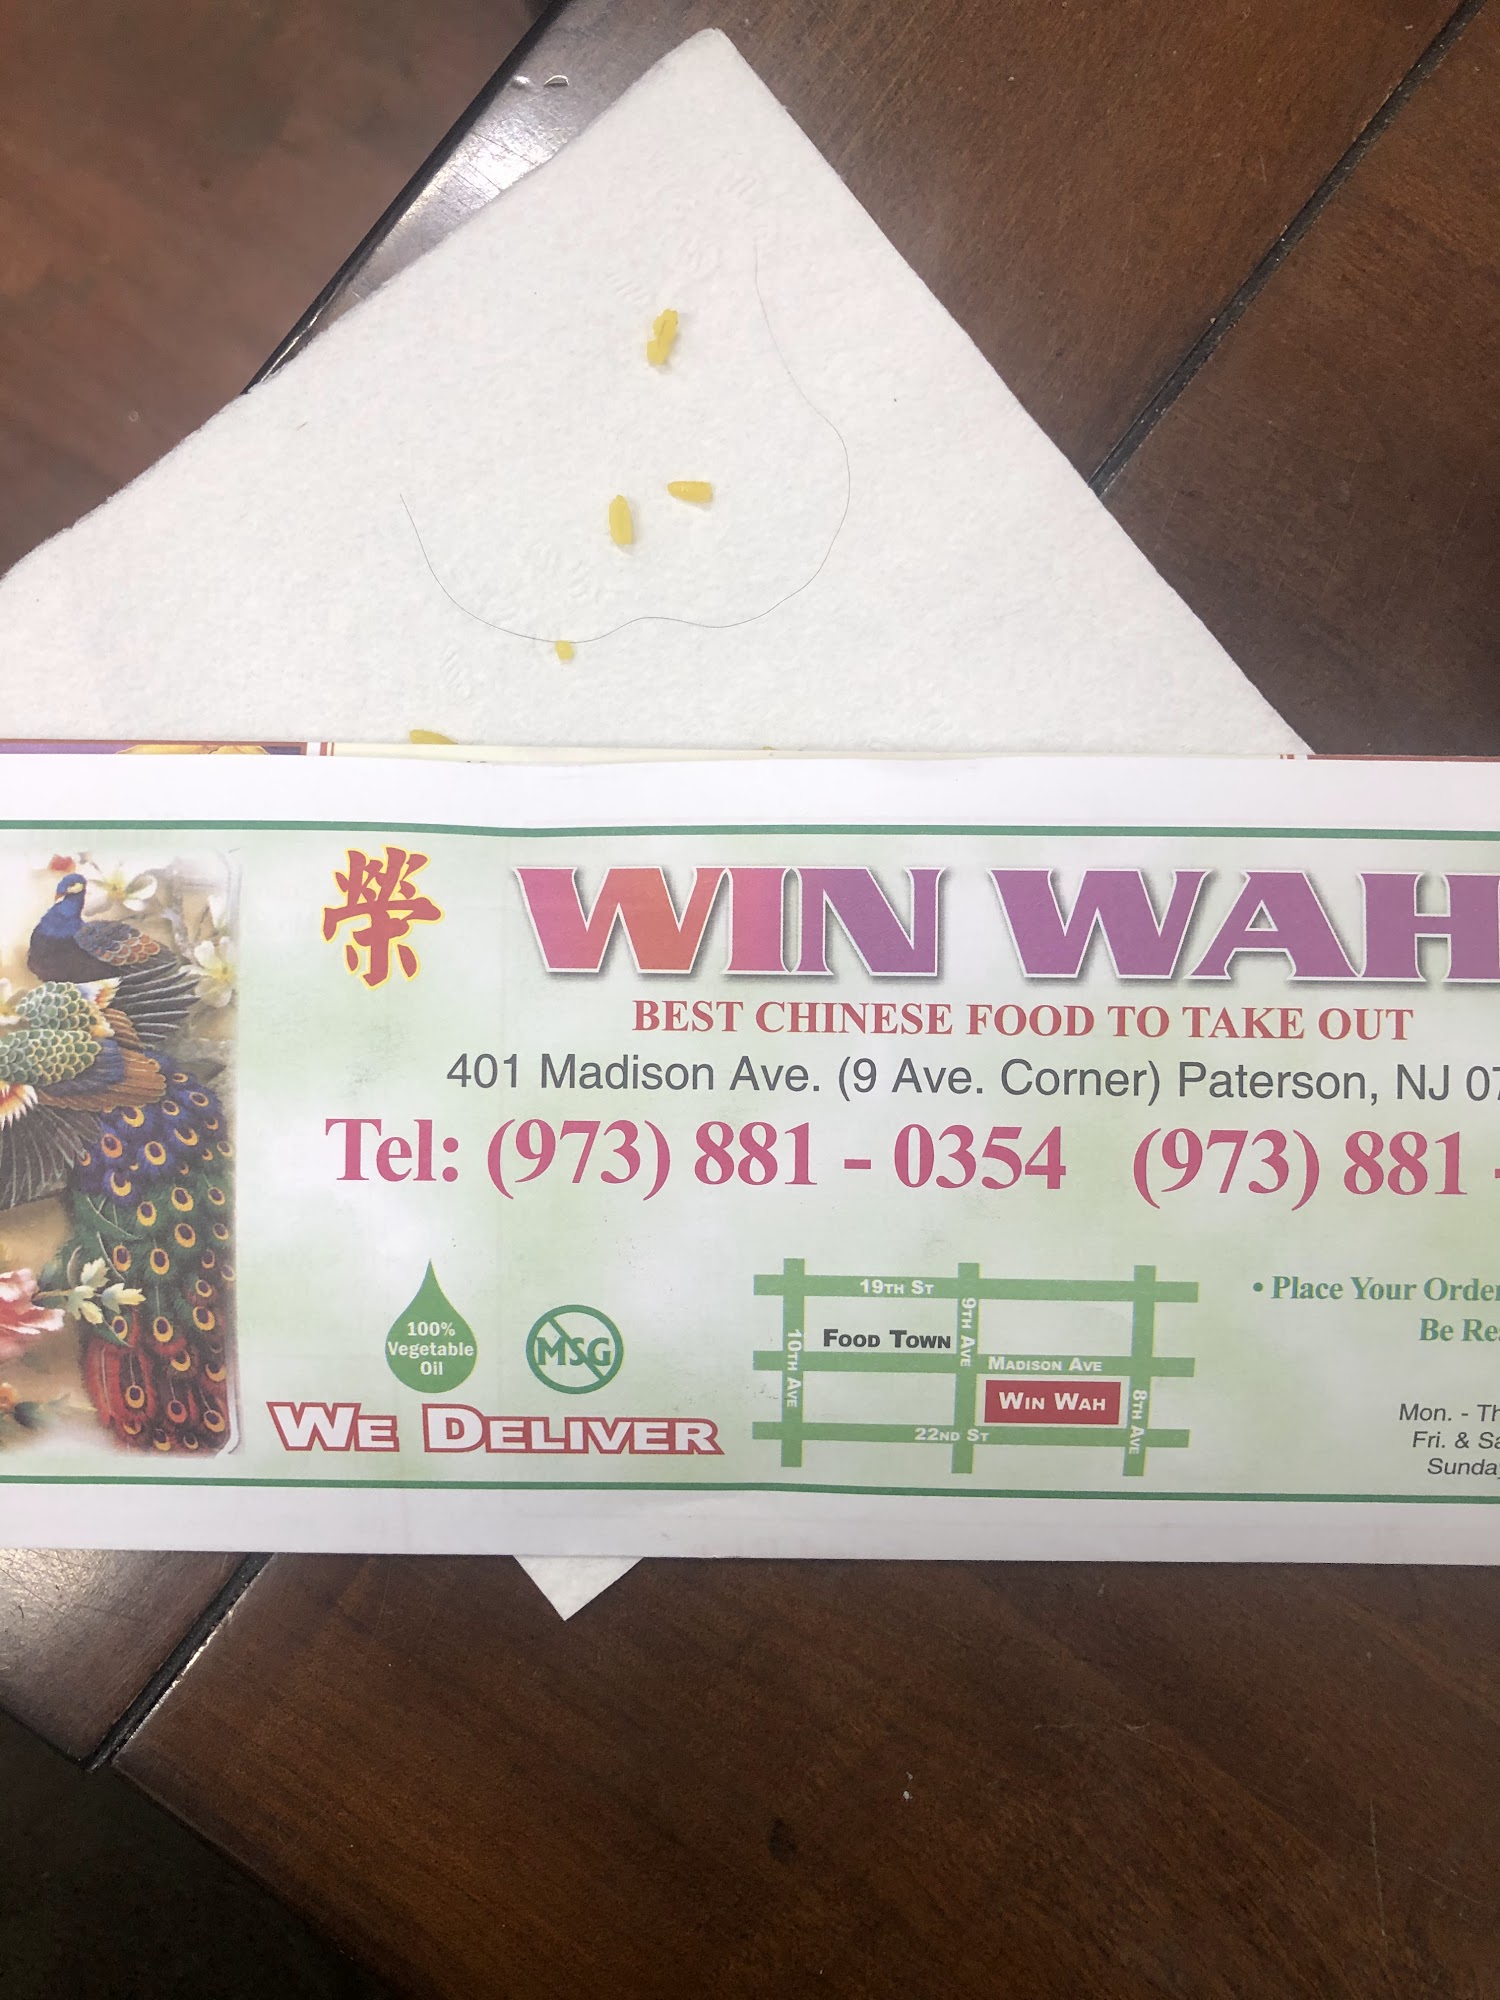 榮
WIN WAH
BEST CHINESE FOOD TO TAKE OUT
401 Madison Ave. (9 Ave. Corner) Paterson, NJ 07
Tel: (973) 881 - 0354 (973) 881 -
100%
Vegetable
Oil
MSG
WE DELIVER
19TH ST
9TH AVE
10TH AVE
FOOD TOWN
MADISON AVE
WIN WAH
8TH AVE
22ND ST
• Place Your Order
Be
Mon. -
Fri. &